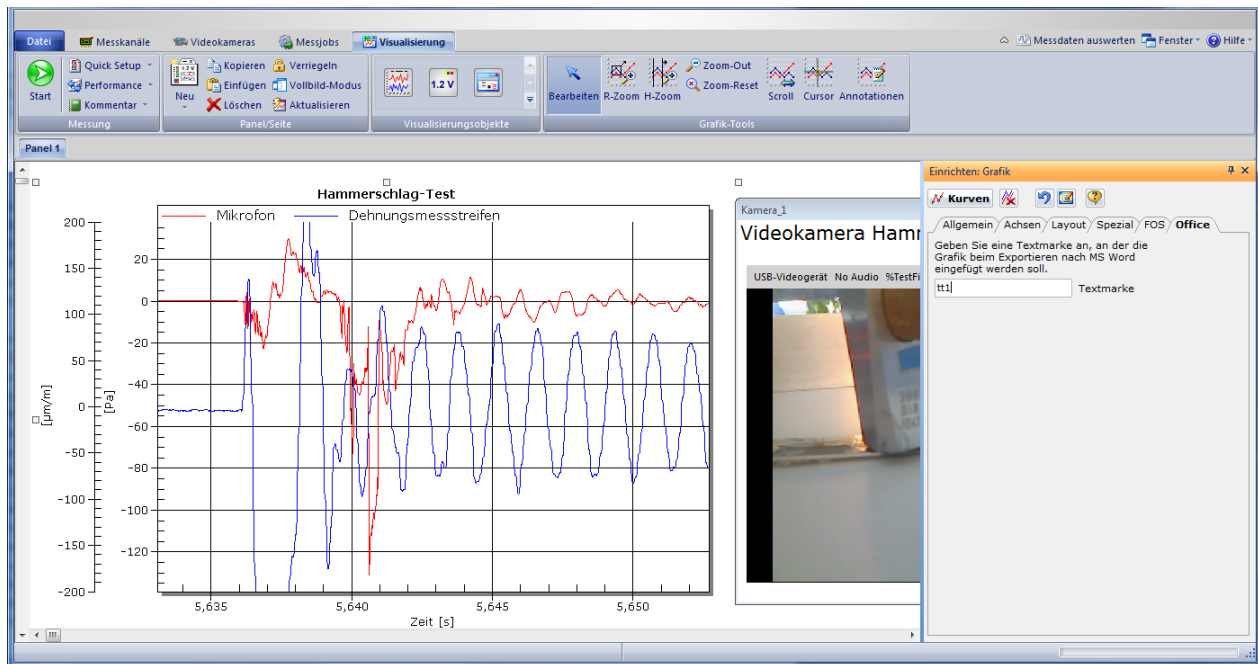 Datei Messkanäle Videokameras Messjobs Visualisierung Messdaten auswerten Fenster Hilfe
Start
Quick Setup
Performance
Kommentar
Messung
Neu
Kopieren Verriegeln
Einfügen Vollbild-Modus
Löschen Aktualisieren
Panel/Seite
1.2 V
Visualisierungsobjekte
Bearbeiten R-Zoom H-Zoom
Zoom-Out
Zoom-Reset
Scroll Cursor Annotationen
Grafik-Tools
Panel 1
Hammerschlag-Test
Mikrofon Dehnungsmessstreifen
200
150
100
50
0
-50
-100
-150
-200
[µm/m]
20
0
-20
-40
-60
-80
-100
-120
[Pa]
5,635 5,640 5,645 5,650
Zeit [s]
Kamera_1
Videokamera Hamr
USB-Videogerät No Audio %TestFi
Einrichten: Grafik
Kurven
Allgemein Achsen Layout Spezial FOS Office
Geben Sie eine Textmarke an, an der die
Grafik beim Exportieren nach MS Word
eingefügt werden soll.
tt1 Textmarke